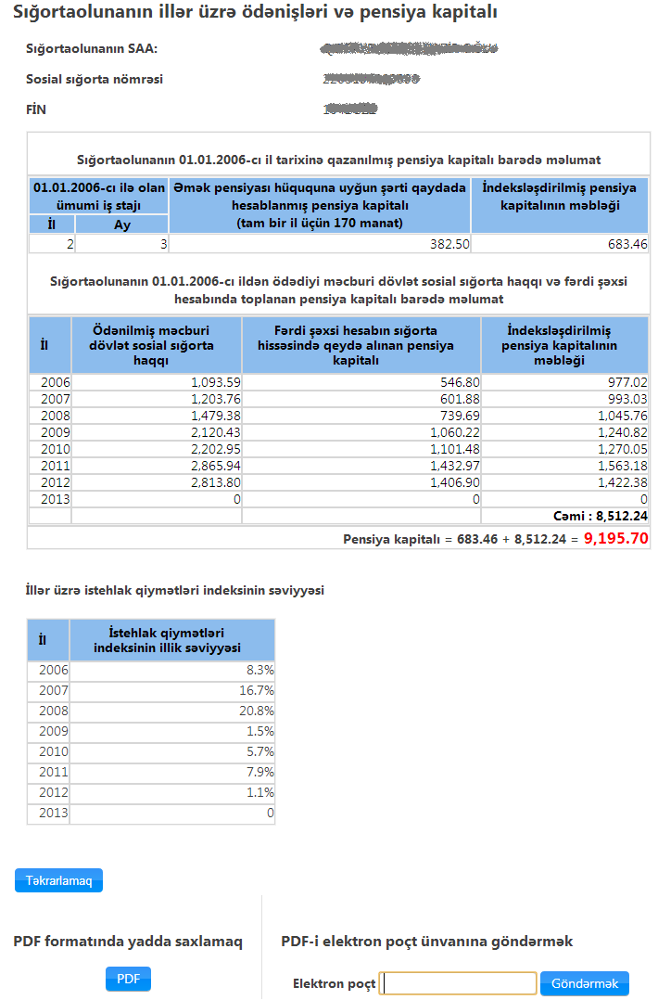 Sığortaolunanın illər üzrə ödənişləri və pensiya kapitalı
Sığortaolunanın SAA:
Sosial sığorta nömrəsi
FİN
Sığortaolunanın 01.01.2006-cı il tarixinə qazanılmış pensiya kapitalı barədə məlumat
01.01.2006-cı ilə olan ümumi iş stajı Əmək pensiyası hüququna uyğun şərti qaydada hesablanmış pensiya kapitalı (tam bir il üçün 170 manat) İndeksləşdirilmiş pensiya kapitalının məbləği
İl Ay
2 3 382.50 683.46
Sığortaolunanın 01.01.2006-cı ildən ödədiyi məcburi dövlət sosial sığorta haqqı və fərdi şəxsi
hesabında toplanan pensiya kapitalı barədə məlumat
İl Ödənilmiş məcburi dövlət sosial sığorta haqqı Fərdi şəxsi hesabın sığorta hissəsində qeydə alınan pensiya kapitalı İndeksləşdirilmiş pensiya kapitalının məbləği
2006 1,093.59 546.80 977.02
2007 1,203.76 601.88 993.03
2008 1,479.38 739.69 1,045.76
2009 2,120.43 1,060.22 1,240.82
2010 2,202.95 1,101.48 1,270.05
2011 2,865.94 1,432.97 1,563.18
2012 2,813.80 1,406.90 1,422.38
2013 0 0 0
Cəmi : 8,512.24
Pensiya kapitalı = 683.46 + 8,512.24 = 9,195.70
İllər üzrə istehlak qiymətləri indeksinin səviyyəsi
İl İstehlak qiymətləri indeksinin illik səviyyəsi
2006 8.3%
2007 16.7%
2008 20.8%
2009 1.5%
2010 5.7%
2011 7.9%
2012 1.1%
2013 0
Təkrarlamaq
PDF formatında yadda saxlamaq
PDF
PDF-i elektron poçt ünvanına göndərmək
Elektron poçt Göndərmək